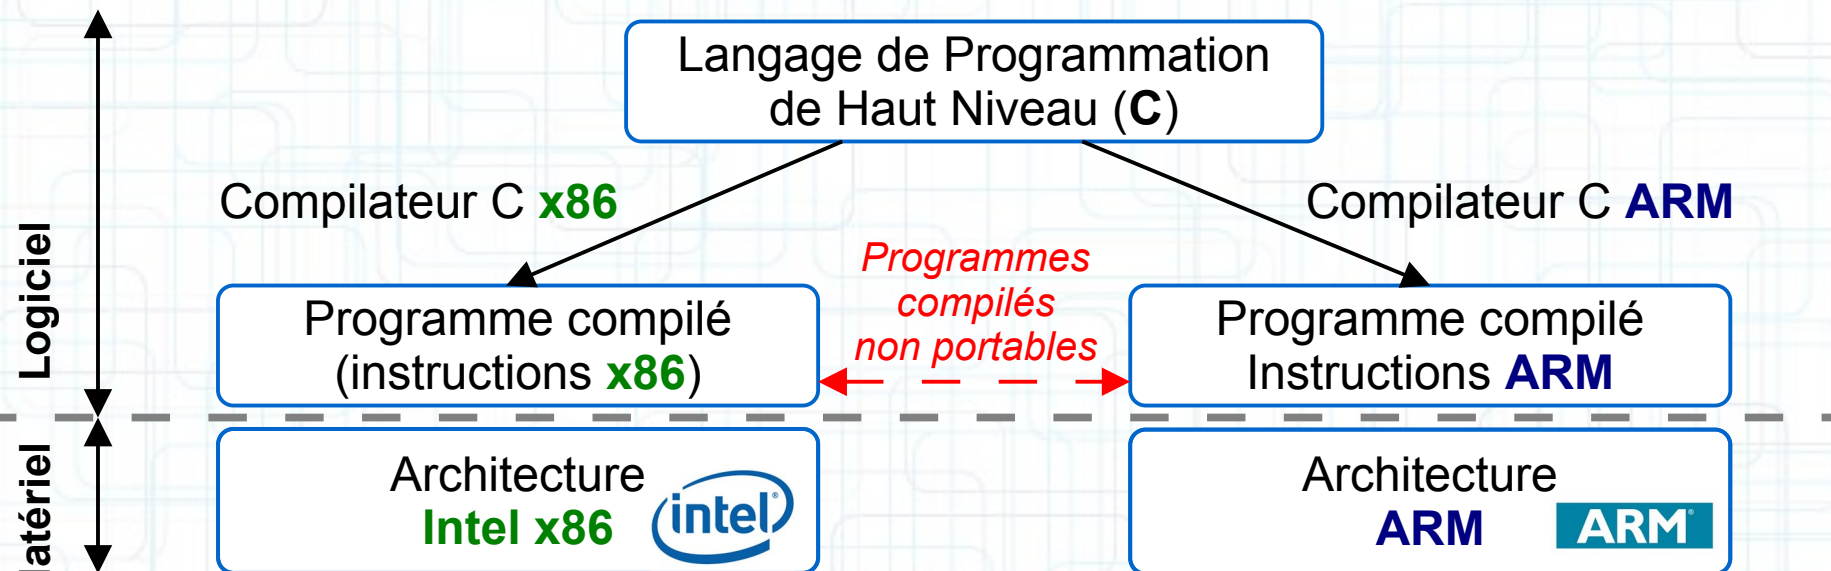 Langage de Programmation
de Haut Niveau (C)
Compilateur C x86
Compilateur C ARM
Logiciel
Programmes
compilés
non portables
Programme compilé
(instructions x86)
Programme compilé
Instructions ARM
Architecture
Intel x86
intel
Architecture
ARM
ARM